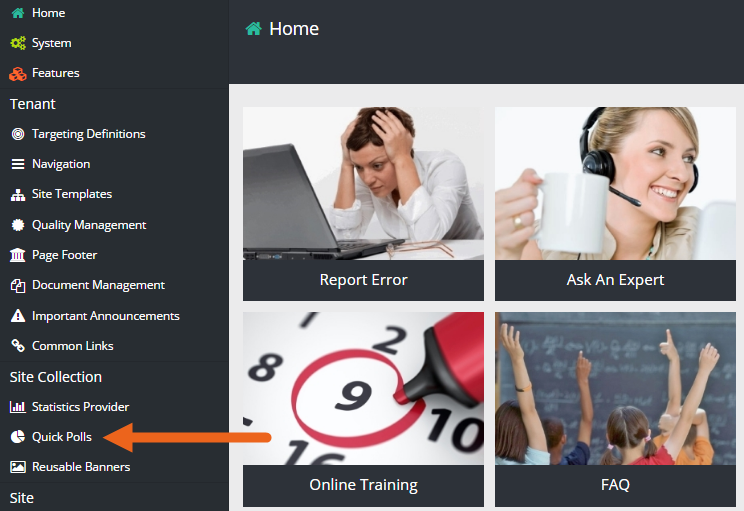 Home
System
Features
Tenant
Targeting Definitions
Navigation
Site Templates
Quality Management
Page Footer
Document Management
Important Announcements
Common Links
Site Collection
Statistics Provider
Quick Polls
Reusable Banners
Site
Home
Report Error
Ask An Expert
1
2
8
9
10
16
Online Training
FAQ